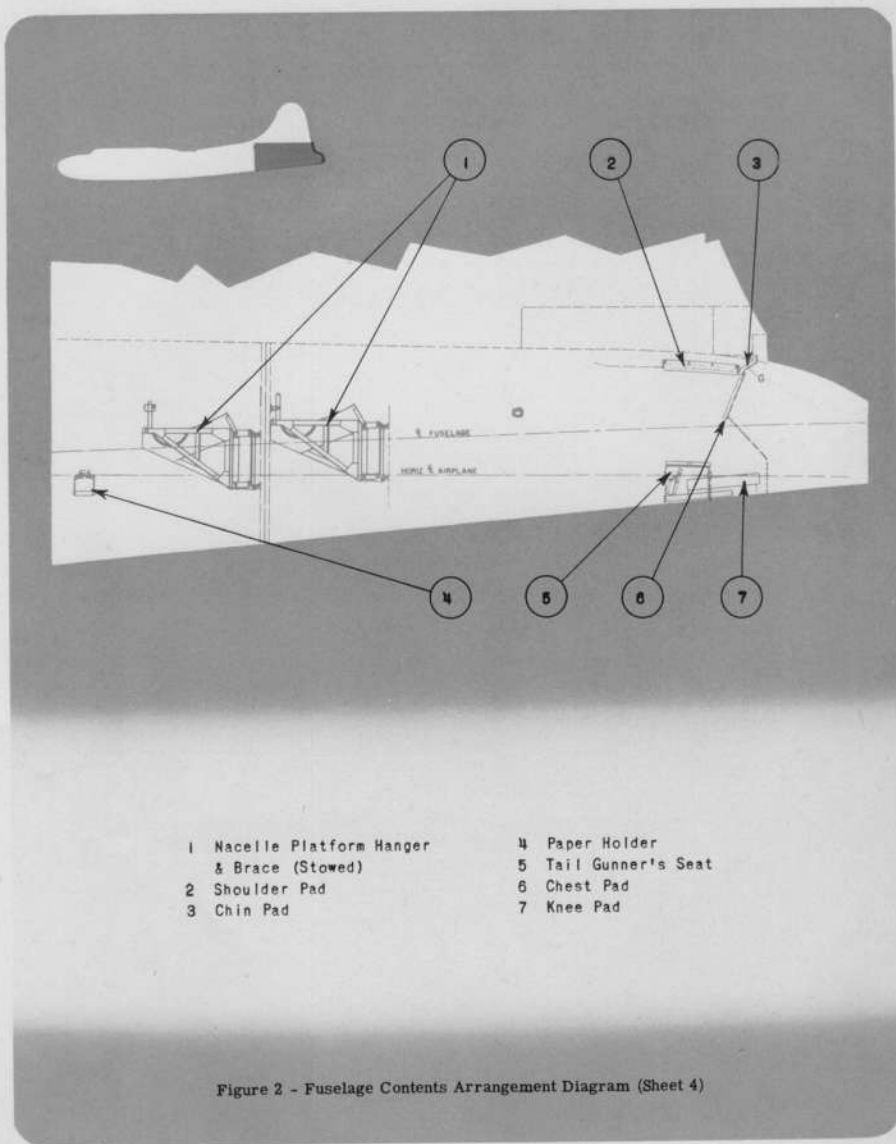 1
2
3
℄ FUSELAGE
HORIZ ℄ AIRPLANE
G
4
5
6
7
1 Nacelle Platform Hanger
& Brace (Stowed)
2 Shoulder Pad
3 Chin Pad
4 Paper Holder
5 Tail Gunner's Seat
6 Chest Pad
7 Knee Pad
Figure 2 - Fuselage Contents Arrangement Diagram (Sheet 4)